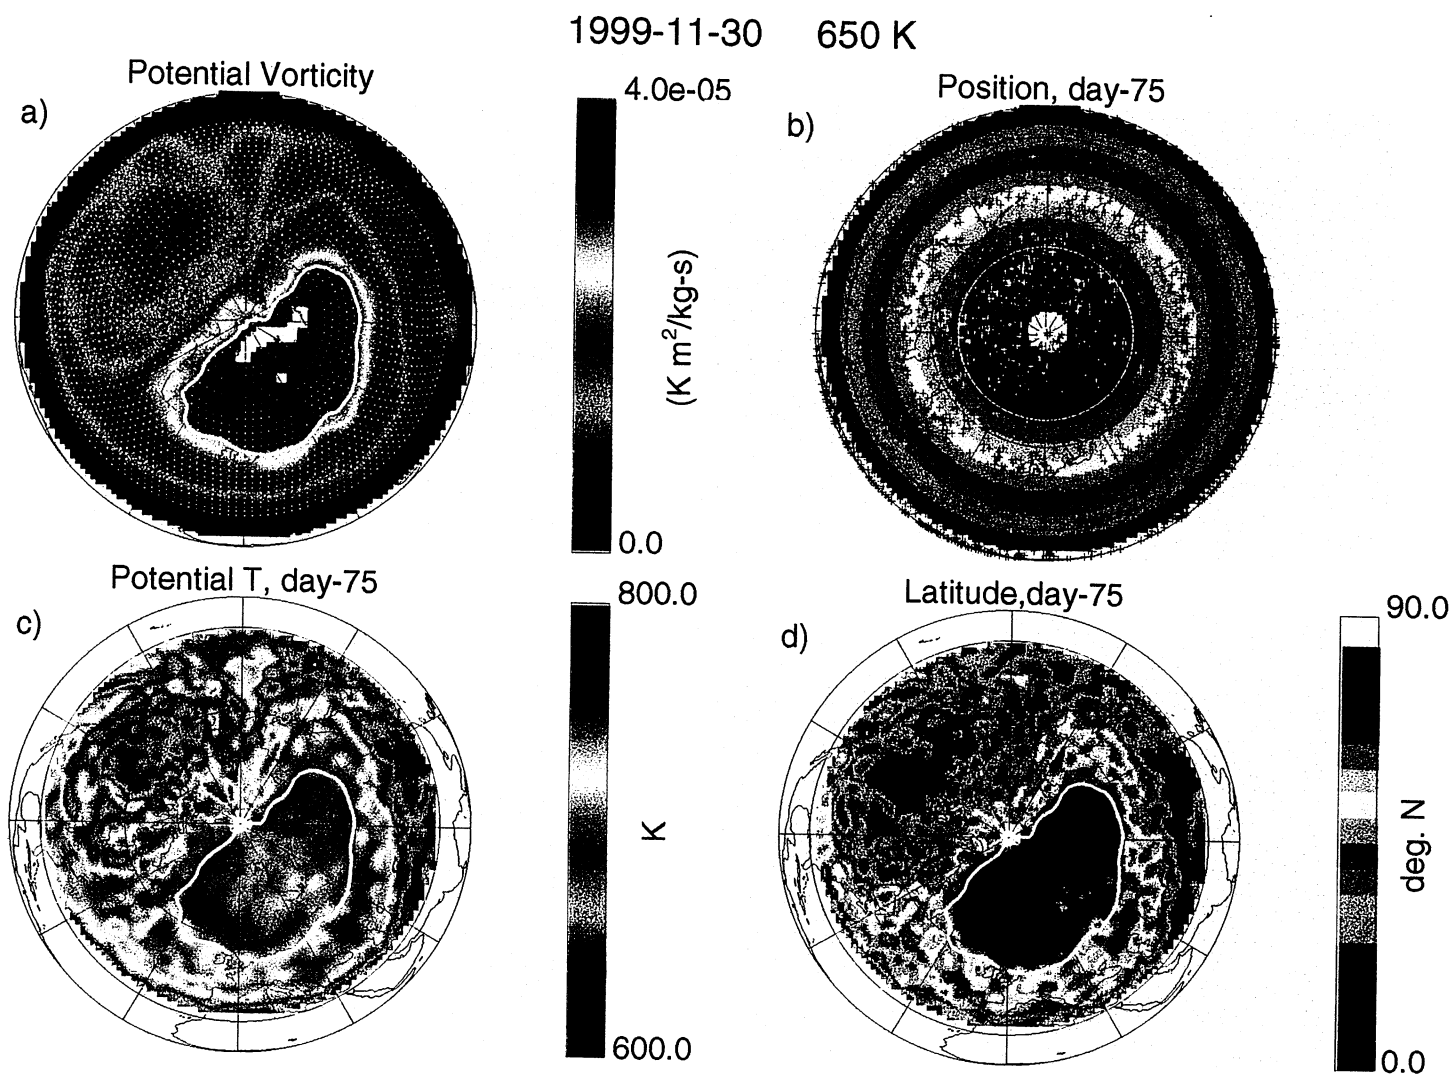 1999-11-30 650 K
Potential Vorticity
a)
4.0e-05
(K m²/kg-s)
0.0
Position, day-75
b)
Potential T, day-75
c)
800.0
K
600.0
Latitude,day-75
d)
90.0
deg. N
0.0